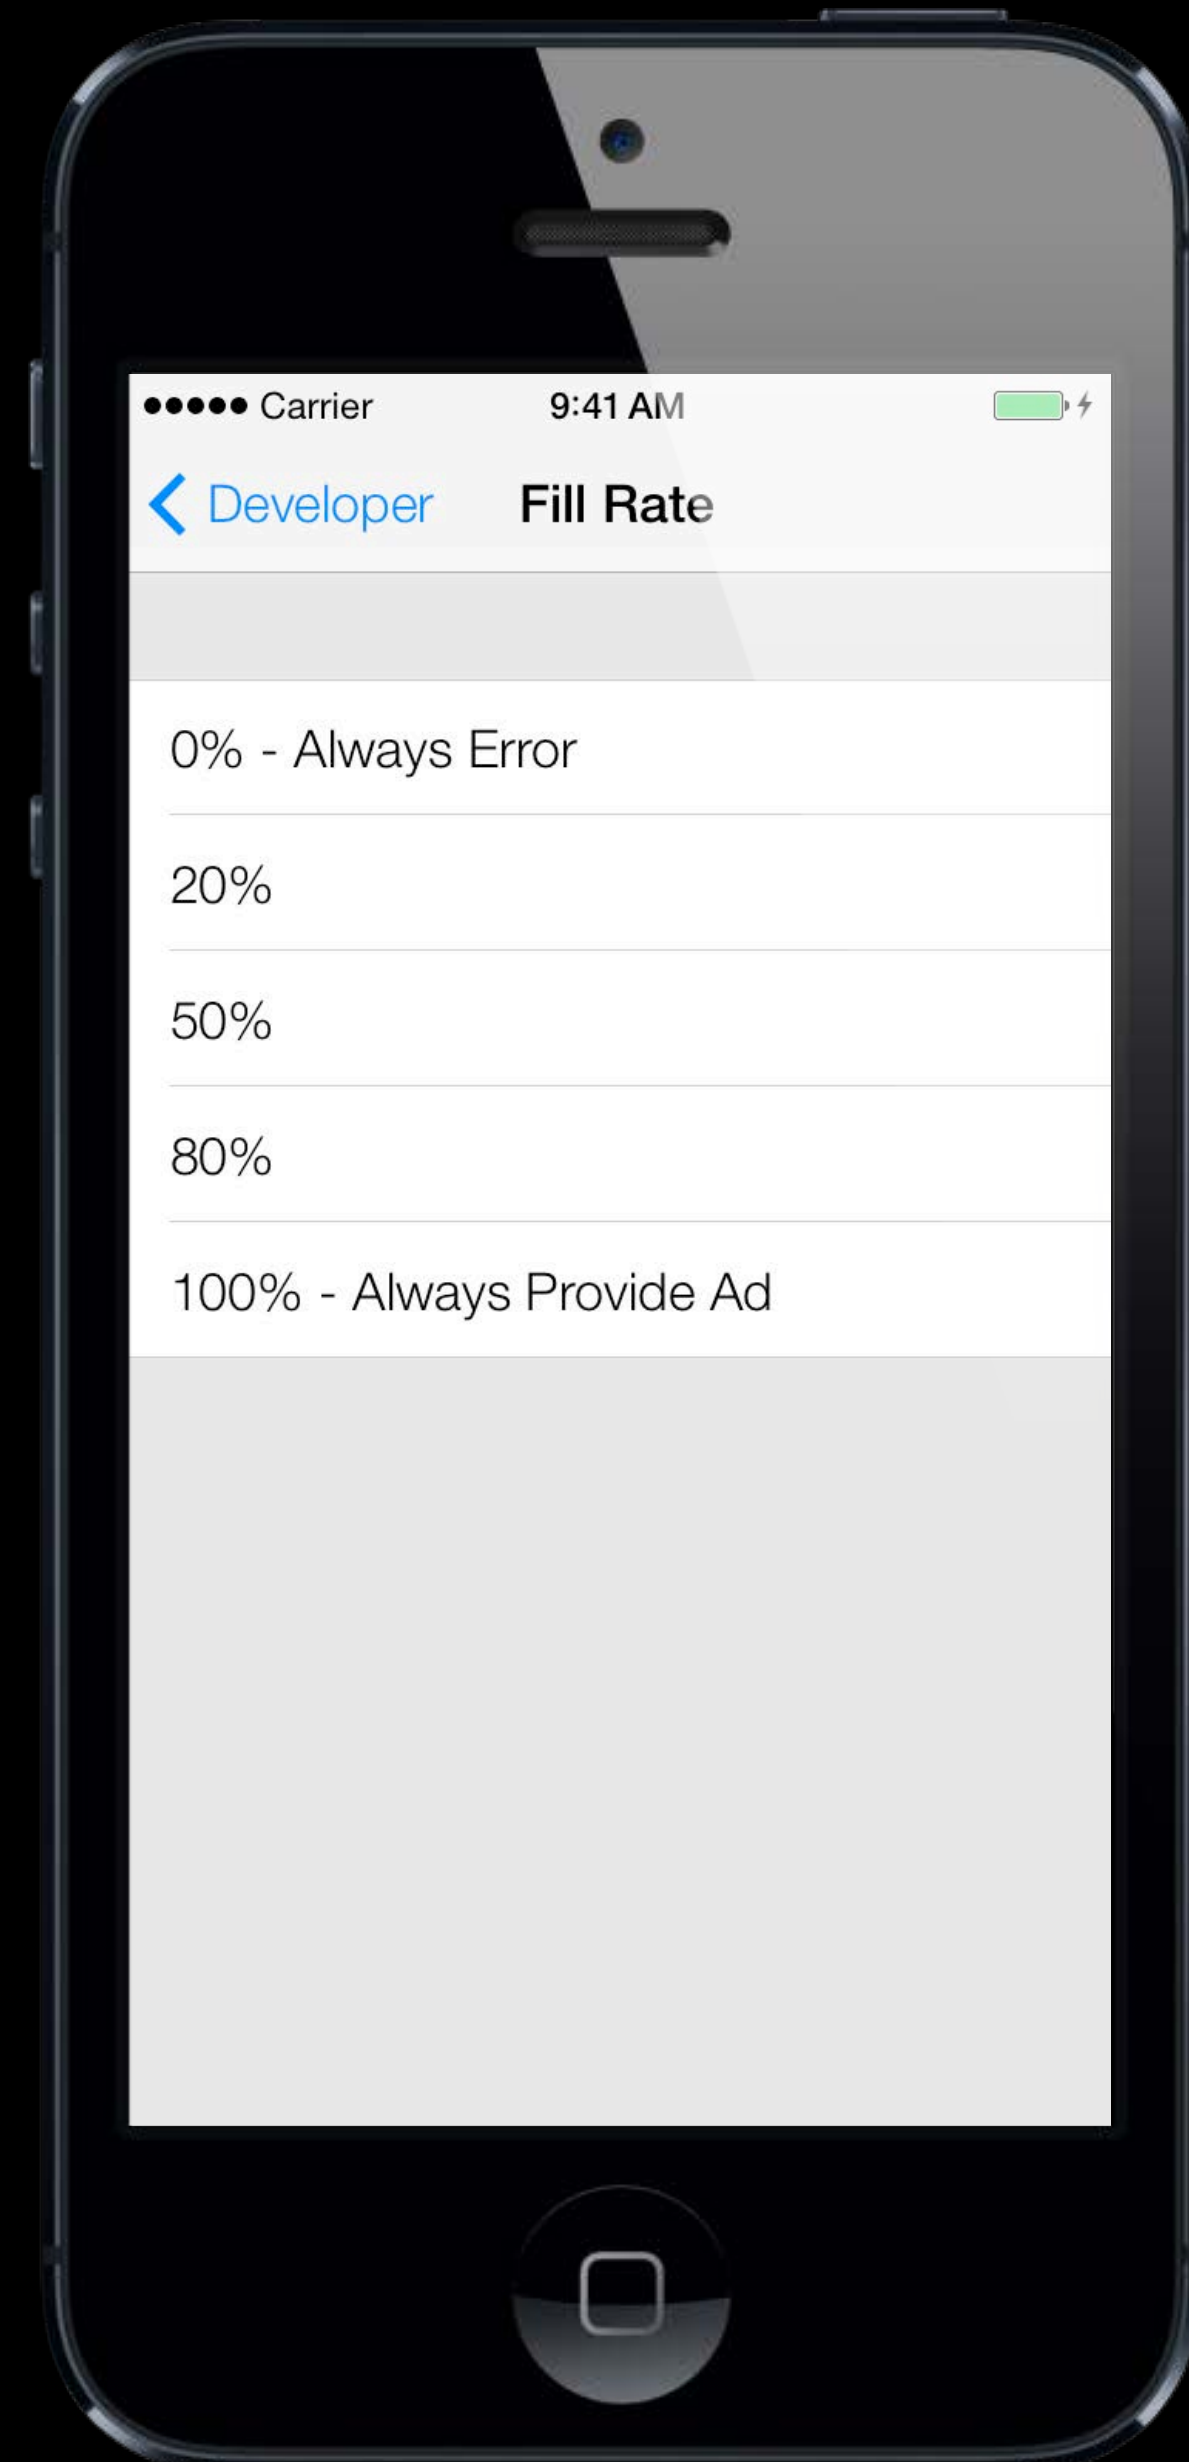 ●●●●● Carrier 9:41 AM
Developer Fill Rate
0% - Always Error
20%
50%
80%
100% - Always Provide Ad